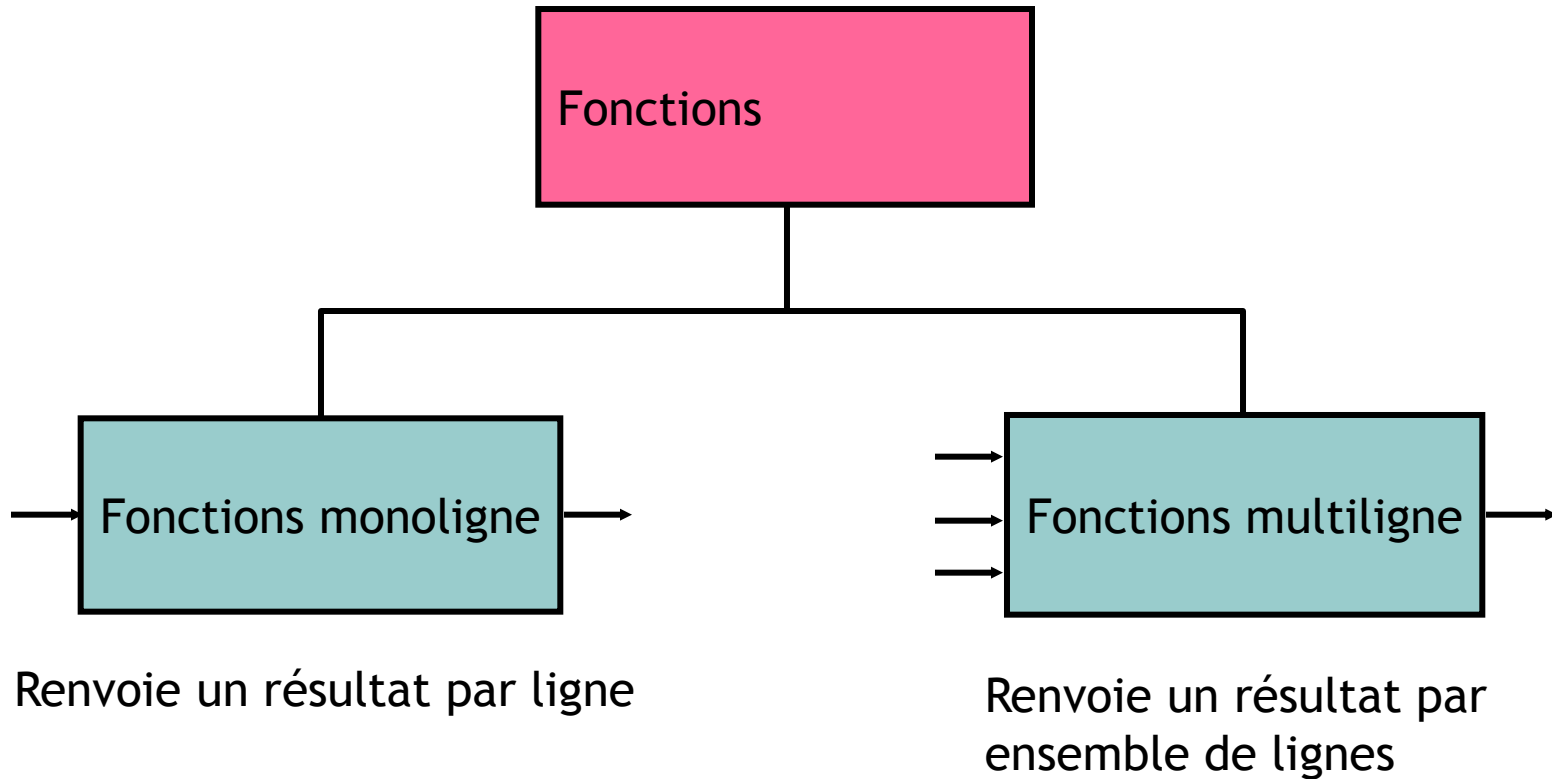 Fonctions
Fonctions monoligne
Fonctions multiligne
Renvoie un résultat par ligne
Renvoie un résultat par
ensemble de lignes